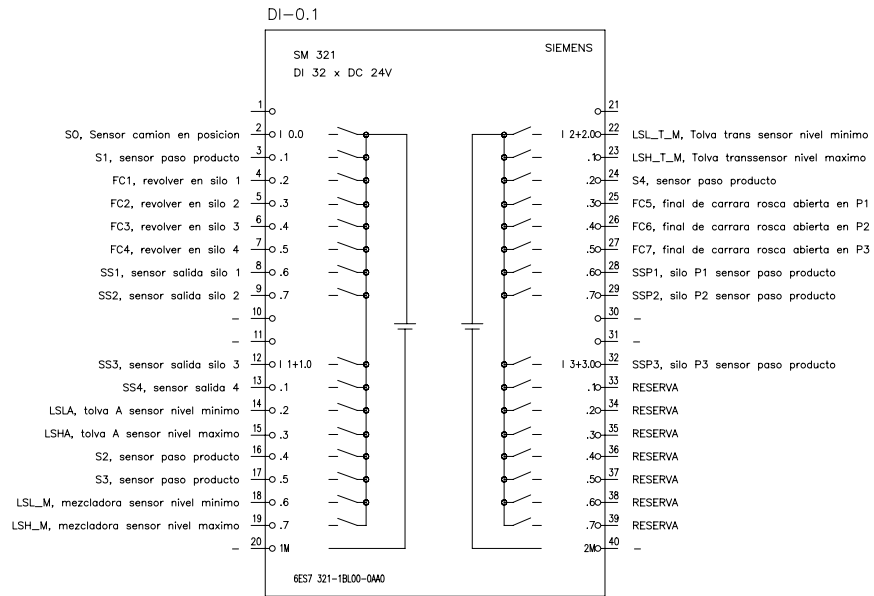 DI-0.1
SM 321
SIEMENS
DI 32 x DC 24V
1
21
S0, Sensor camion en posicion 2 I 0.0
I 2+2.0 22 LSL_T_M, Tolva trans sensor nivel minimo
S1, sensor paso producto 3 .1
.1 23 LSH_T_M, Tolva transsensor nivel maximo
FC1, revolver en silo 1 4 .2
.2 24 S4, sensor paso producto
FC2, revolver en silo 2 5 .3
.3 25 FC5, final de carrara rosca abierta en P1
FC3, revolver en silo 3 6 .4
.4 26 FC6, final de carrara rosca abierta en P2
FC4, revolver en silo 4 7 .5
.5 27 FC7, final de carrara rosca abierta en P3
SS1, sensor salida silo 1 8 .6
.6 28 SSP1, silo P1 sensor paso producto
SS2, sensor salida silo 2 9 .7
.7 29 SSP2, silo P2 sensor paso producto
- 10
30 -
- 11
31 -
SS3, sensor salida silo 3 12 I 1+1.0
I 3+3.0 32 SSP3, silo P3 sensor paso producto
SS4, sensor salida 4 13 .1
.1 33 RESERVA
LSLA, tolva A sensor nivel minimo 14 .2
.2 34 RESERVA
LSHA, tolva A sensor nivel maximo 15 .3
.3 35 RESERVA
S2, sensor paso producto 16 .4
.4 36 RESERVA
S3, sensor paso producto 17 .5
.5 37 RESERVA
LSL_M, mezcladora sensor nivel minimo 18 .6
.6 38 RESERVA
LSH_M, mezcladora sensor nivel maximo 19 .7
.7 39 RESERVA
- 20 1M
2M 40 -
6ES7 321-1BL00-0AA0